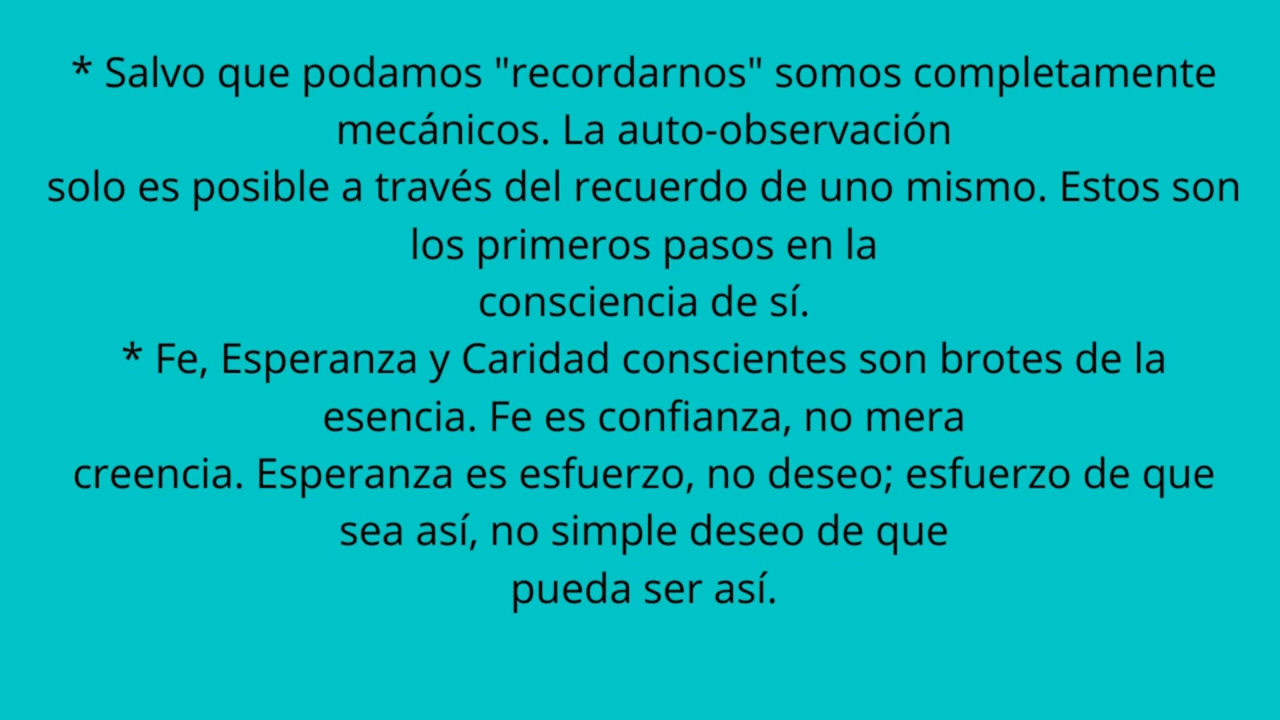 * Salvo que podamos "recordarnos" somos completamente
mecánicos. La auto-observación
solo es posible a través del recuerdo de uno mismo. Estos son
los primeros pasos en la
consciencia de sí.
* Fe, Esperanza y Caridad conscientes son brotes de la
esencia. Fe es confianza, no mera
creencia. Esperanza es esfuerzo, no deseo; esfuerzo de que
sea así, no simple deseo de que
pueda ser así.